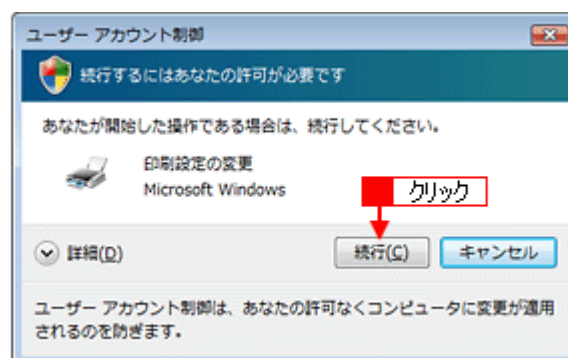 ユーザー アカウント制御
続行するにはあなたの許可が必要です
あなたが開始した操作である場合は、続行してください。
印刷設定の変更
Microsoft Windows
クリック
詳細(D)
続行(C)
キャンセル
ユーザー アカウント制御は、あなたの許可なくコンピュータに変更が適用
されるのを防ぎます。